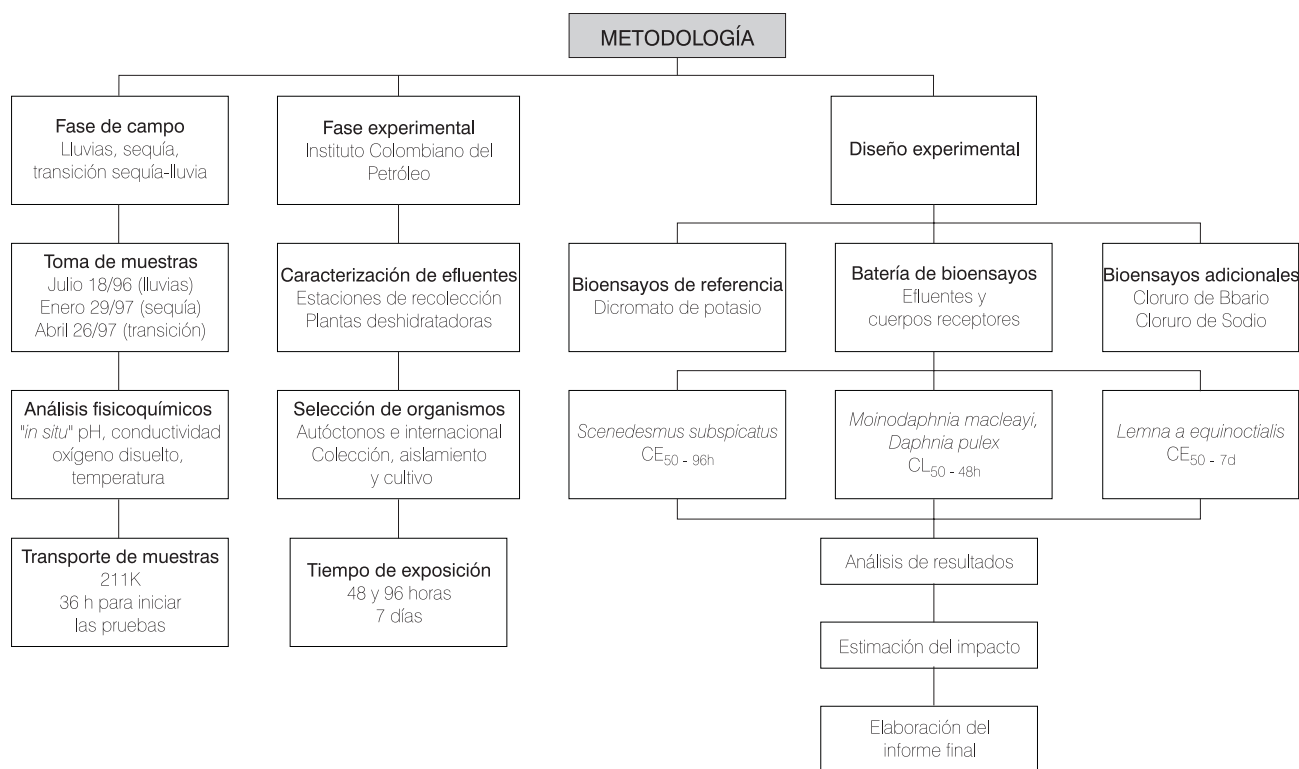 METODOLOGÍA
Fase de campo
Lluvias, sequía,
transición sequía-lluvia
Fase experimental
Instituto Colombiano del
Petróleo
Diseño experimental
Toma de muestras
Julio 18/96 (lluvias)
Enero 29/97 (sequía)
Abril 26/97 (transición)
Caracterización de efluentes
Estaciones de recolección
Plantas deshidratadoras
Bioensayos de referencia
Dicromato de potasio
Batería de bioensayos
Efluentes y
cuerpos receptores
Bioensayos adicionales
Cloruro de Bbario
Cloruro de Sodio
Análisis fisicoquímicos
"in situ" pH, conductividad
oxígeno disuelto,
temperatura
Selección de organismos
Autóctonos e internacional
Colección, aislamiento
y cultivo
Scenedesmus subspicatus
CE50 - 96h
Moinodaphnia macleayi,
Daphnia pulex
CL50 - 48h
Lemna a equinoctialis
CE50 - 7d
Transporte de muestras
211K
36 h para iniciar
las pruebas
Tiempo de exposición
48 y 96 horas
7 días
Análisis de resultados
Estimación del impacto
Elaboración del
informe final